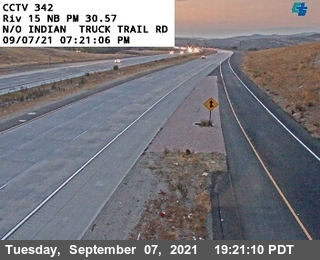 CCTV 342
Riv 15 NB PM 30.57
N/O INDIAN TRUCK TRAIL RD
09/07/21 07:21:06 PM
Tuesday, September 07, 2021 19:21:10 PDT